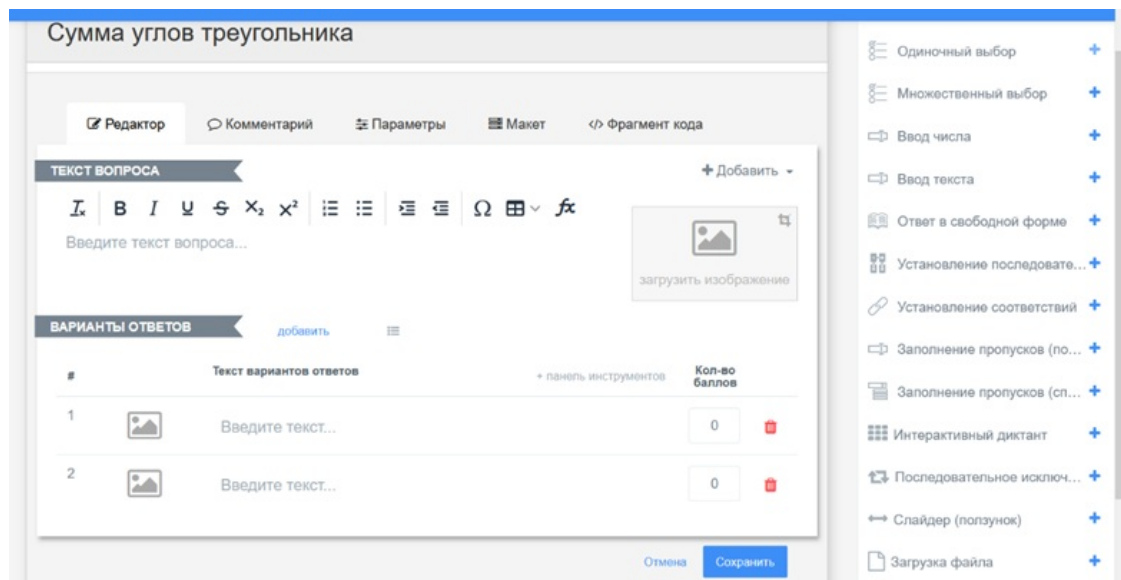 Сумма углов треугольника
Редактор
Комментарий
Параметры
Макет
</> Фрагмент кода
ТЕКСТ ВОПРОСА
+ Добавить
Введите текст вопроса...
загрузить изображение
ВАРИАНТЫ ОТВЕТОВ
добавить
#
Текст вариантов ответов
+ панель инструментов
Кол-во
баллов
1
Введите текст...
0
2
Введите текст...
0
Отмена
Сохранить
Одиночный выбор
Множественный выбор
Ввод числа
Ввод текста
Ответ в свободной форме
Установление последовате...
Установление соответствий
Заполнение пропусков (по...
Заполнение пропусков (сп...
Интерактивный диктант
Последовательное исключ...
Слайдер (ползунок)
Загрузка файла